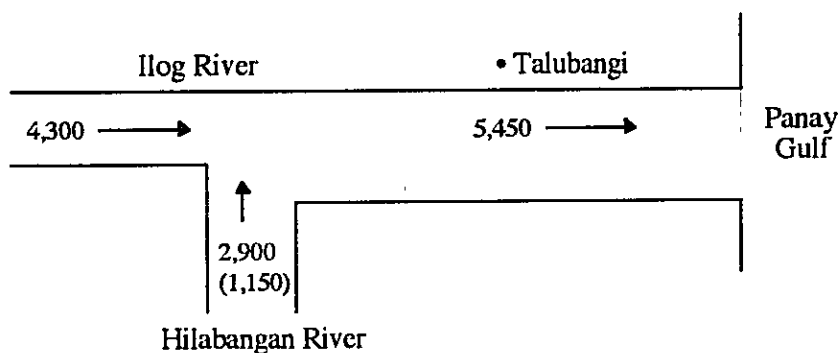 Ilog River
• Talubangi
4,300
5,450
Panay
Gulf
2,900
(1,150)
Hilabangan River